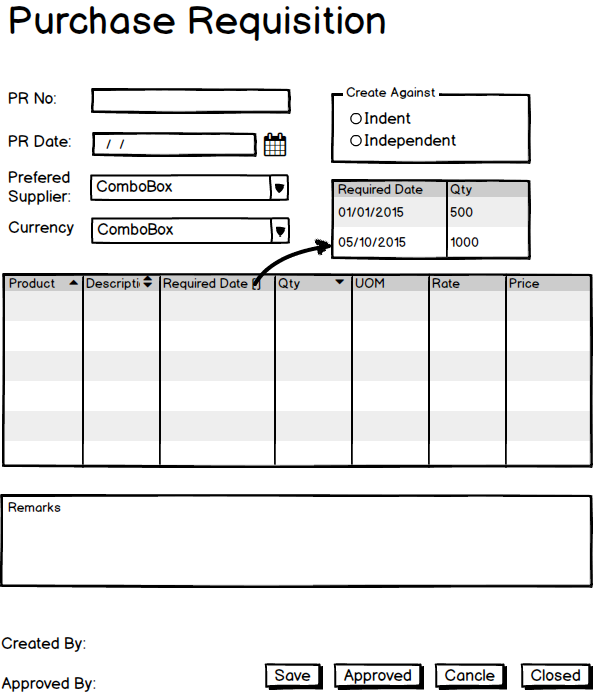 Purchase Requisition
PR No:
Create Against
Indent
PR Date:
/ /
Independent
Prefered
Supplier:
ComboBox
Required Date Qty
01/01/2015 500
Currency
ComboBox
05/10/2015 1000
Product Descripti Required Date [] Qty UOM Rate Price
Remarks
Created By:
Approved By:
Save Approved Cancle Closed